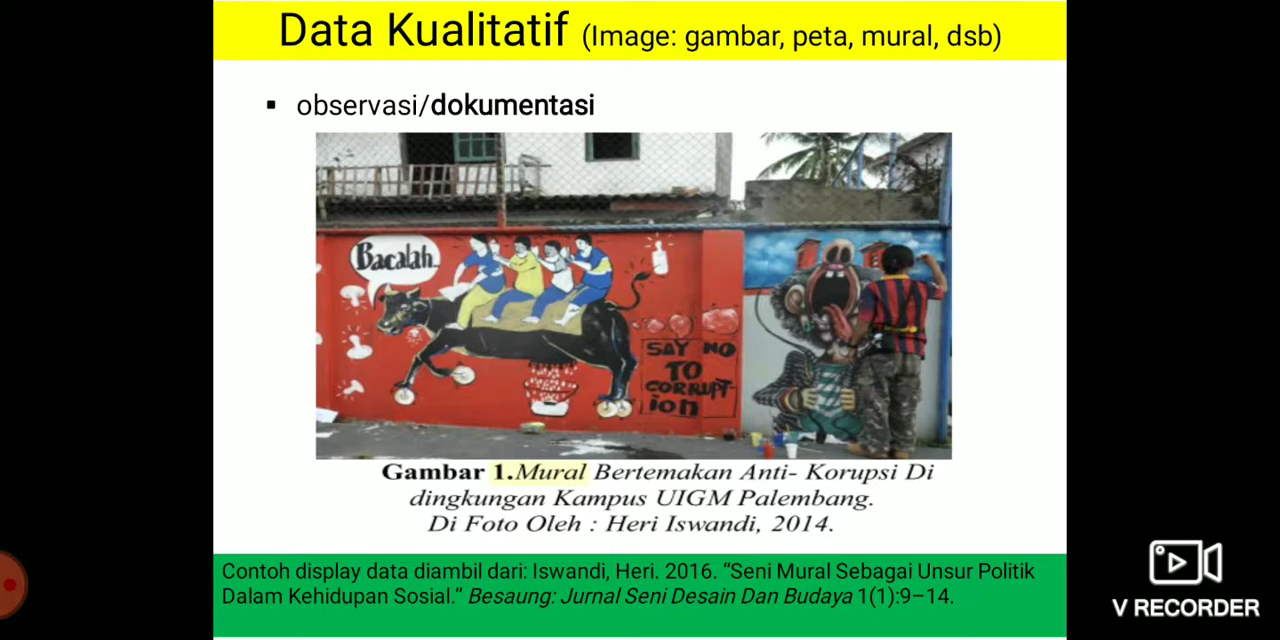 Data Kualitatif (Image: gambar, peta, mural, dsb)
▪ observasi/dokumentasi
Bacalah..
SAY NO
TO
CORRUPT-
ion
Gambar 1.Mural Bertemakan Anti- Korupsi Di
dingkungan Kampus UIGM Palembang.
Di Foto Oleh : Heri Iswandi, 2014.
Contoh display data diambil dari: Iswandi, Heri. 2016. “Seni Mural Sebagai Unsur Politik
Dalam Kehidupan Sosial.” Besaung: Jurnal Seni Desain Dan Budaya 1(1):9–14.
V RECORDER